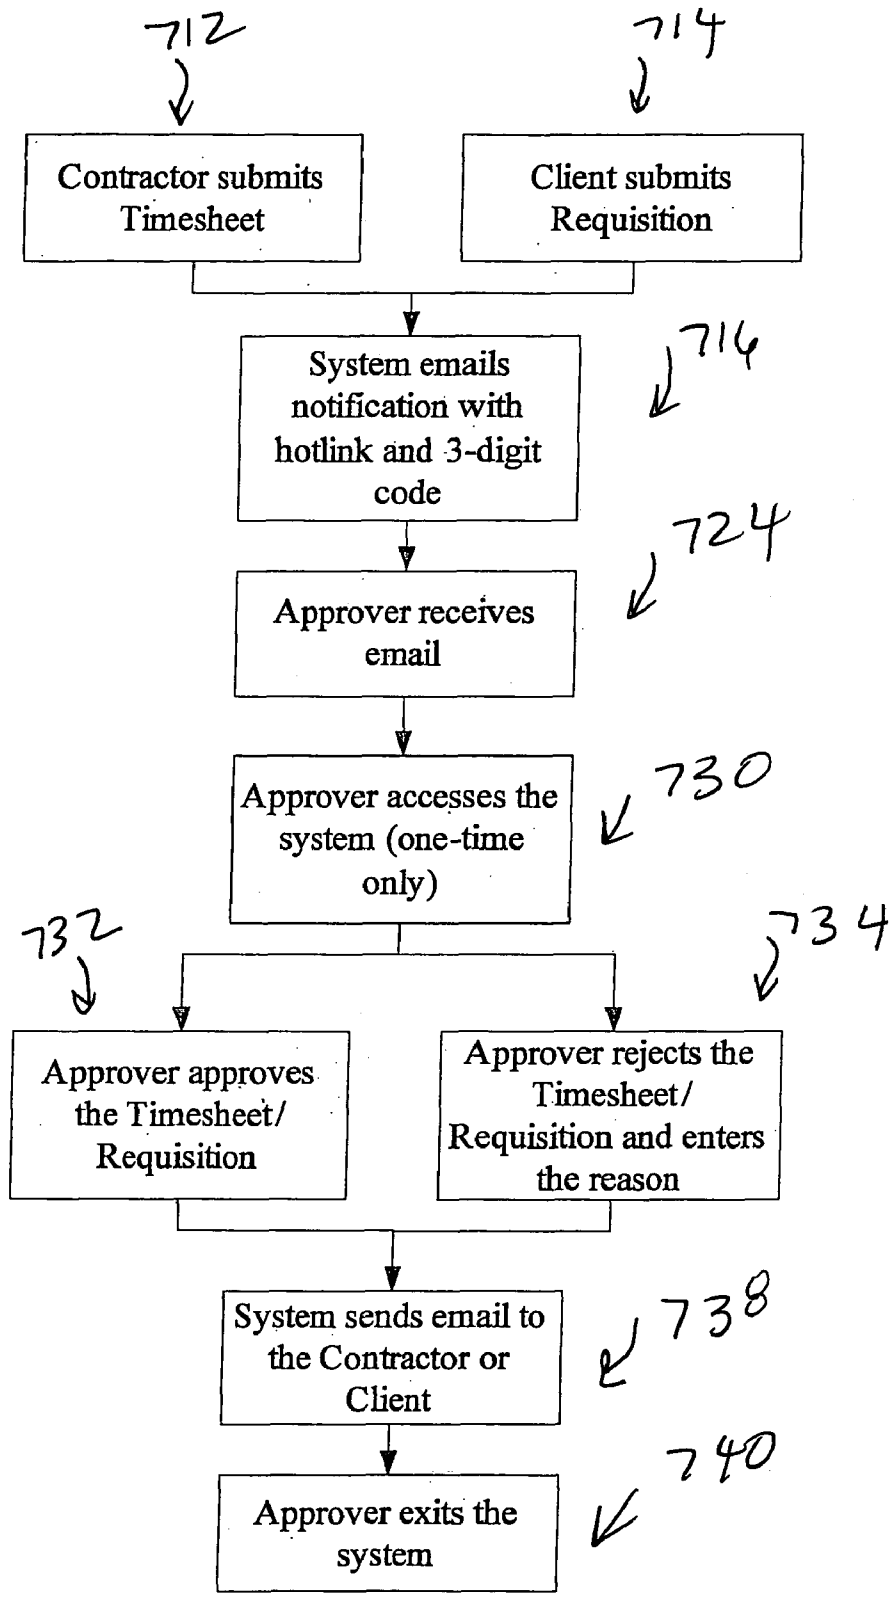 712
714
Contractor submits
Timesheet
Client submits
Requisition
716
System emails
notification with
hotlink and 3-digit
code
724
Approver receives
email
730
Approver accesses the
system (one-time
only)
732
734
Approver approves
the Timesheet/
Requisition
Approver rejects the
Timesheet/
Requisition and enters
the reason
738
System sends email to
the Contractor or
Client
740
Approver exits the
system